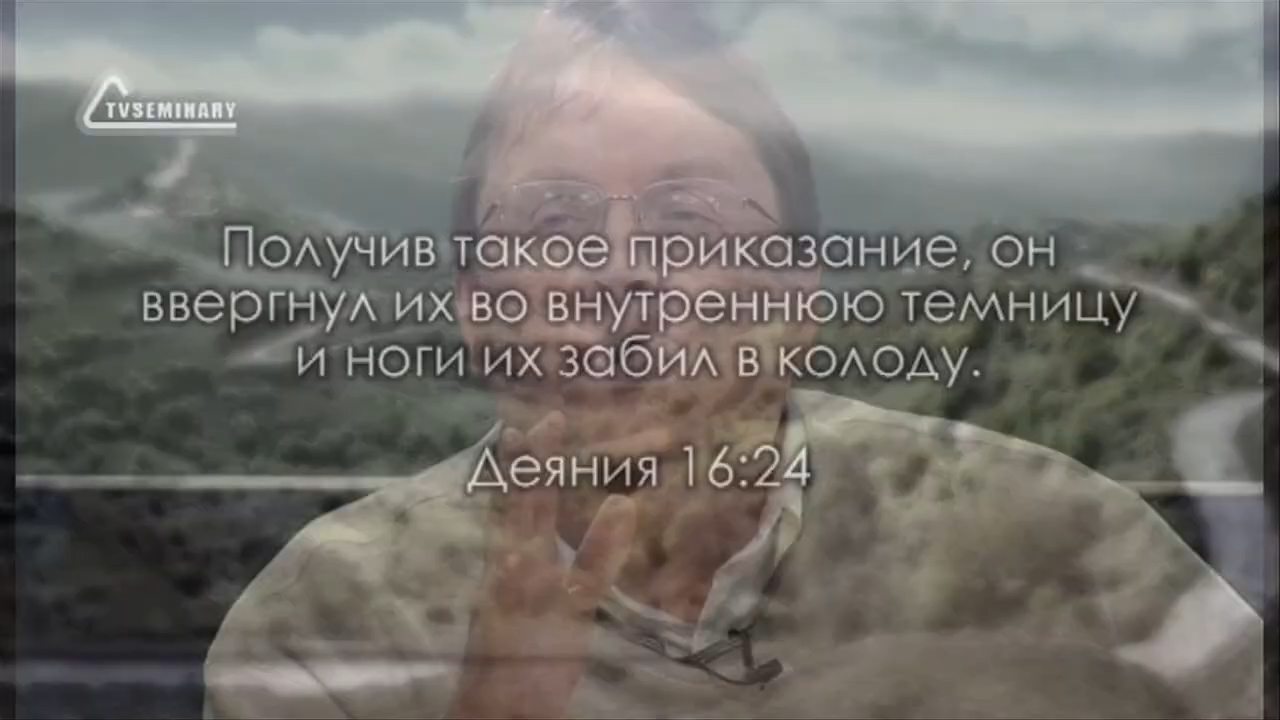 TVSEMINARY
Получив такое приказание, он
ввергнул их во внутреннюю темницу
и ноги их забил в колоду.
Деяния 16:24